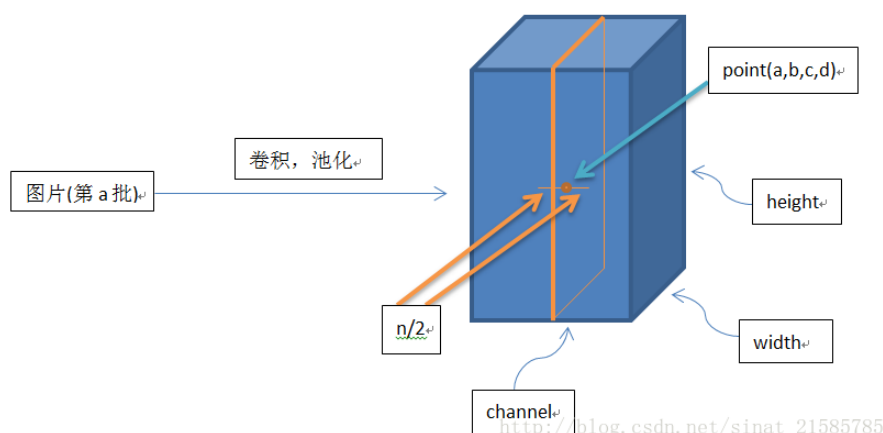 point(a,b,c,d)
卷积，池化
图片(第 a 批)
height
n/2
width
channel
http://blog.csdn.net/sinat_21585785